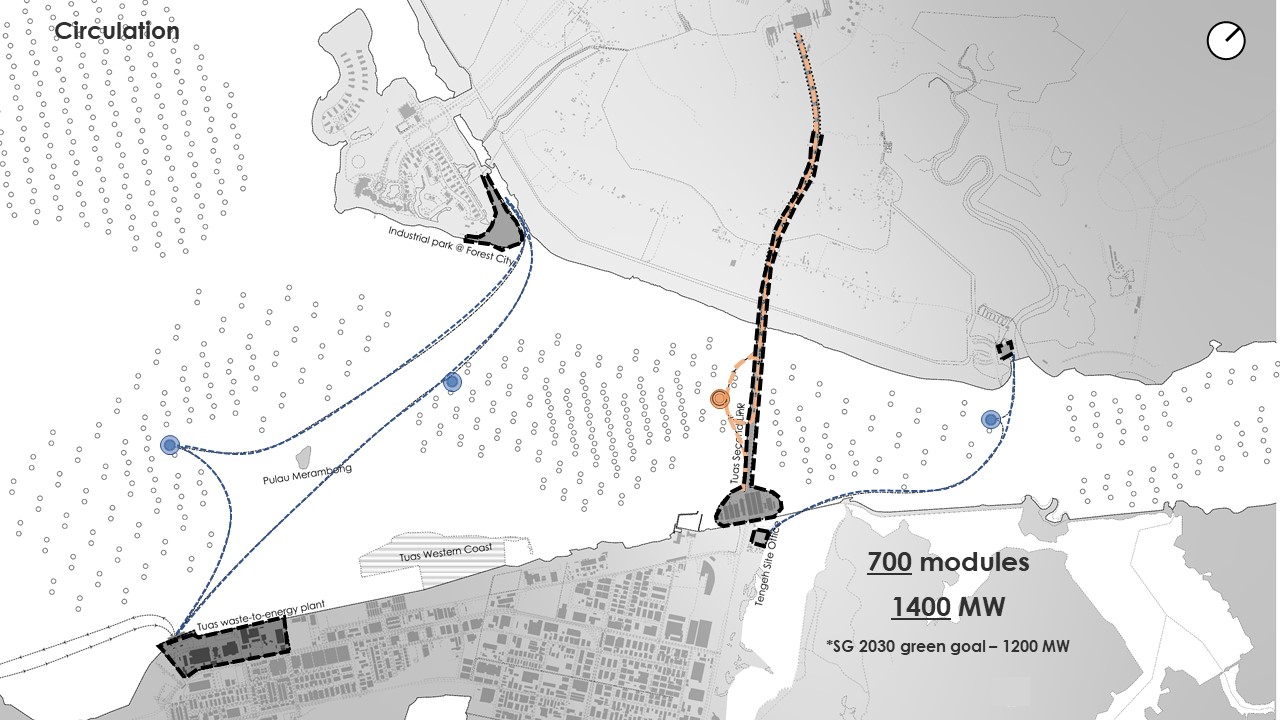 Circulation
Industrial park @ Forest City
Pulau Merambong
Tuas Second Link
Tuas Western Coast
Tengeh Site Office
Tuas waste-to-energy plant
700 modules
1400 MW
*SG 2030 green goal – 1200 MW